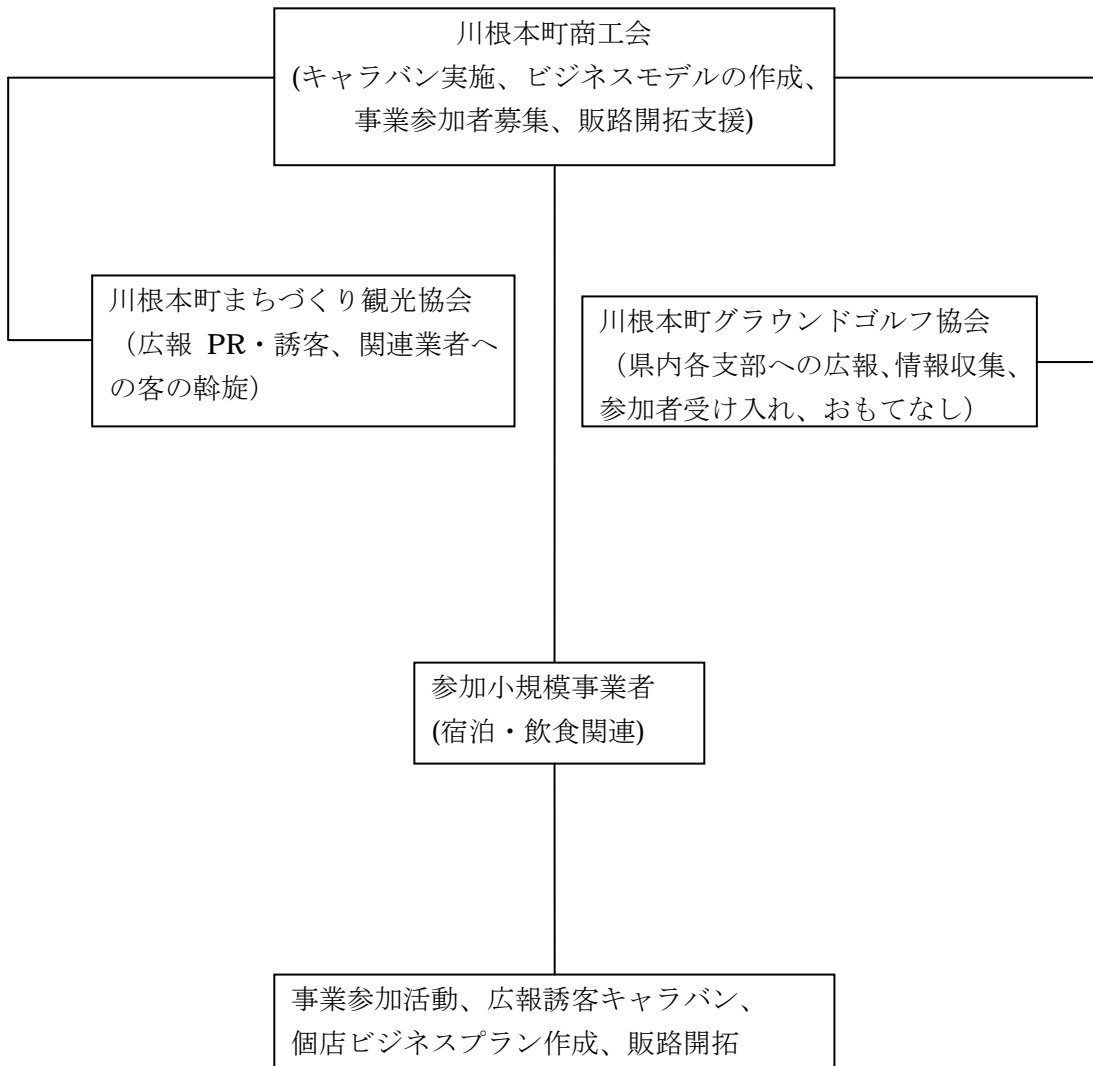 川根本町商工会
(キャラバン実施、ビジネスモデルの作成、
事業参加者募集、販路開拓支援)
川根本町まちづくり観光協会
（広報 PR・誘客、関連業者へ
の客の斡旋）
川根本町グラウンドゴルフ協会
（県内各支部への広報、情報収集、
参加者受け入れ、おもてなし）
参加小規模事業者
(宿泊・飲食関連)
事業参加活動、広報誘客キャラバン、
個店ビジネスプラン作成、販路開拓